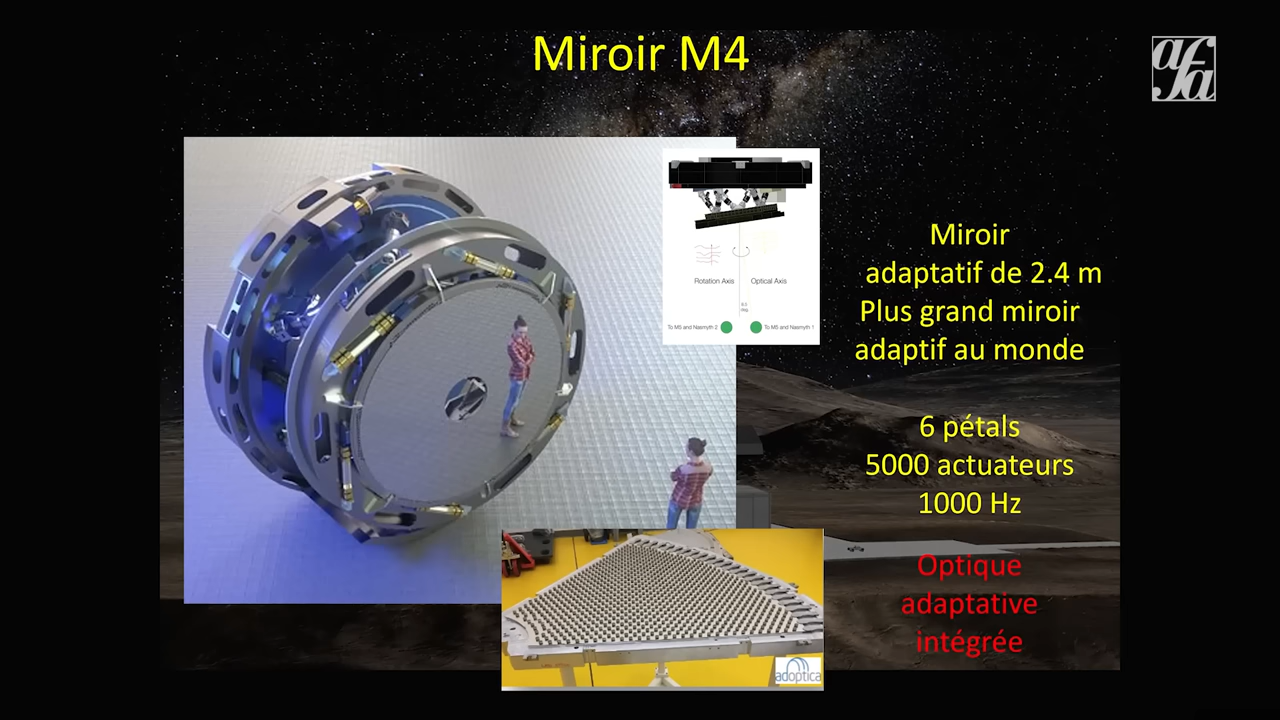 Miroir M4
afa
Rotation Axis
Optical Axis
To M5 and Nasmyth 2
To M5 and Nasmyth 1
Miroir
adaptatif de 2.4 m
Plus grand miroir
adaptif au monde
6 pétals
5000 actuateurs
1000 Hz
Optique
adaptative
intégrée
adoptica